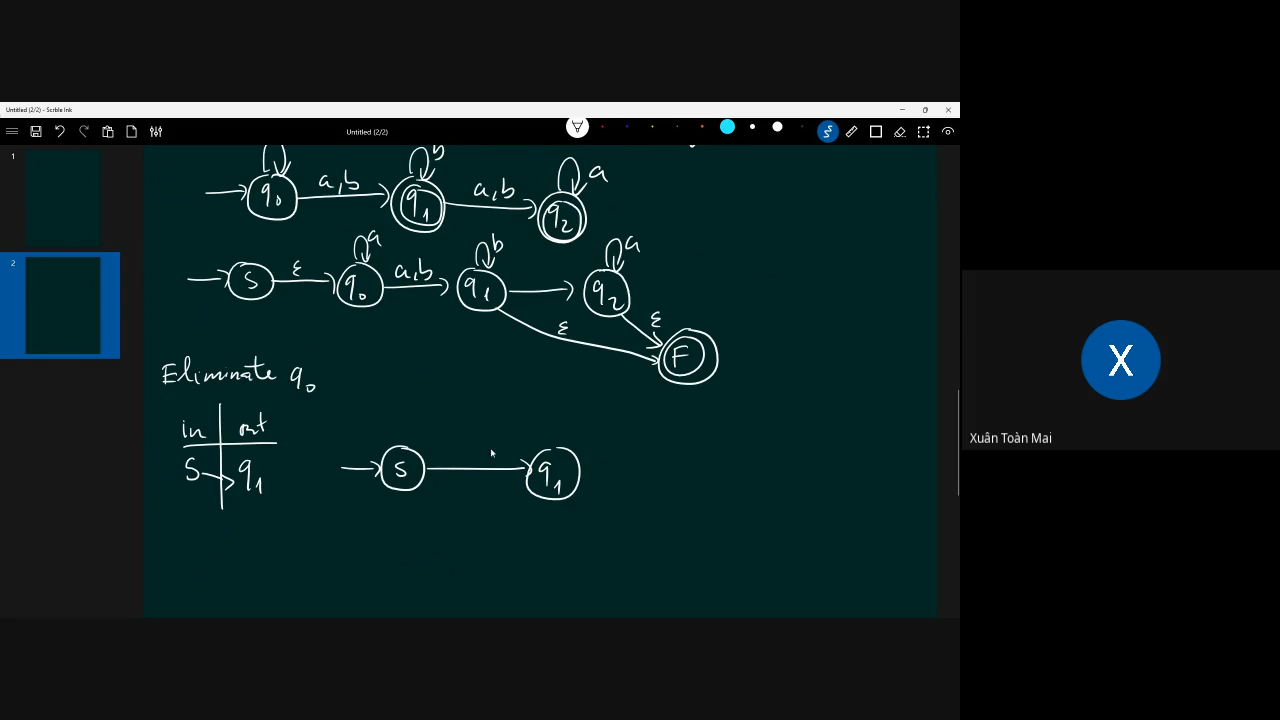 Untitled (2/2) - Scrble Ink
Untitled (2/2)
1
2
b
a
q0 a,b q1 a,b q2
a b a
S ε q0 a,b q1 q2
ε ε
F
Eliminate q0
in out
S q1
S q1
X
Xuân Toàn Mai